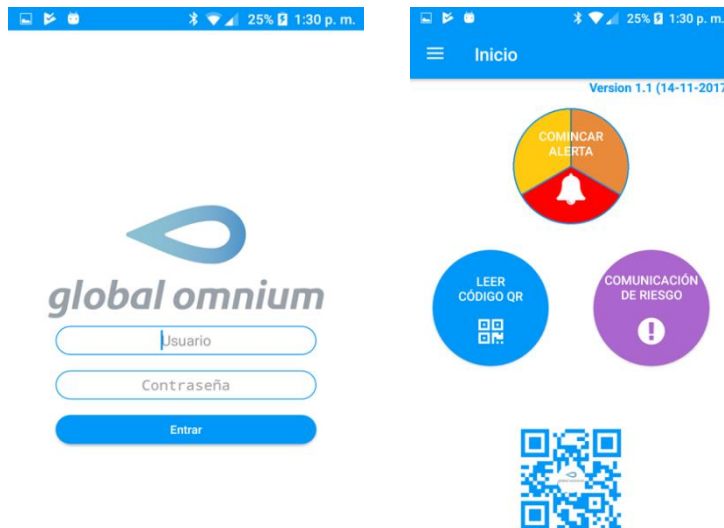 25% 1:30 p. m.
global omnium
Usuario
Contraseña
Entrar
25% 1:30 p. m.
Inicio
Version 1.1 (14-11-2017
COMINCAR
ALERTA
LEER
CÓDIGO QR
COMUNICACIÓN
DE RIESGO